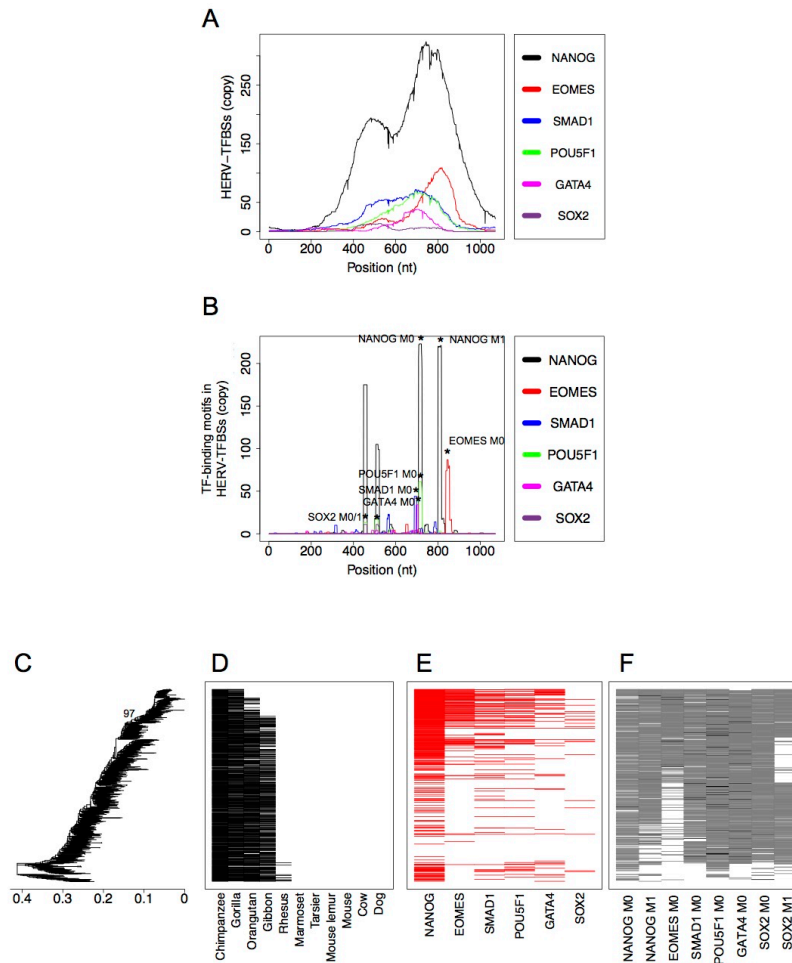 A
HERV-TFBSs (copy)
0
50
150
250
0 200 400 600 800 1000
Position (nt)
NANOG
EOMES
SMAD1
POU5F1
GATA4
SOX2
B
TF-binding motifs in
HERV-TFBSs (copy)
0
50
100
150
200
NANOG M0
NANOG M1
EOMES M0
POU5F1 M0
SMAD1 M0
GATA4 M0
SOX2 M0/1
* * * * * * * *
0 200 400 600 800 1000
Position (nt)
NANOG
EOMES
SMAD1
POU5F1
GATA4
SOX2
C
97
0.4 0.3 0.2 0.1 0
D
Chimpanzee
Gorilla
Orangutan
Gibbon
Rhesus
Marmoset
Tarsier
Mouse lemur
Mouse
Cow
Dog
E
NANOG
EOMES
SMAD1
POU5F1
GATA4
SOX2
F
NANOG M0
NANOG M1
EOMES M0
SMAD1 M0
POU5F1 M0
GATA4 M0
SOX2 M0
SOX2 M1